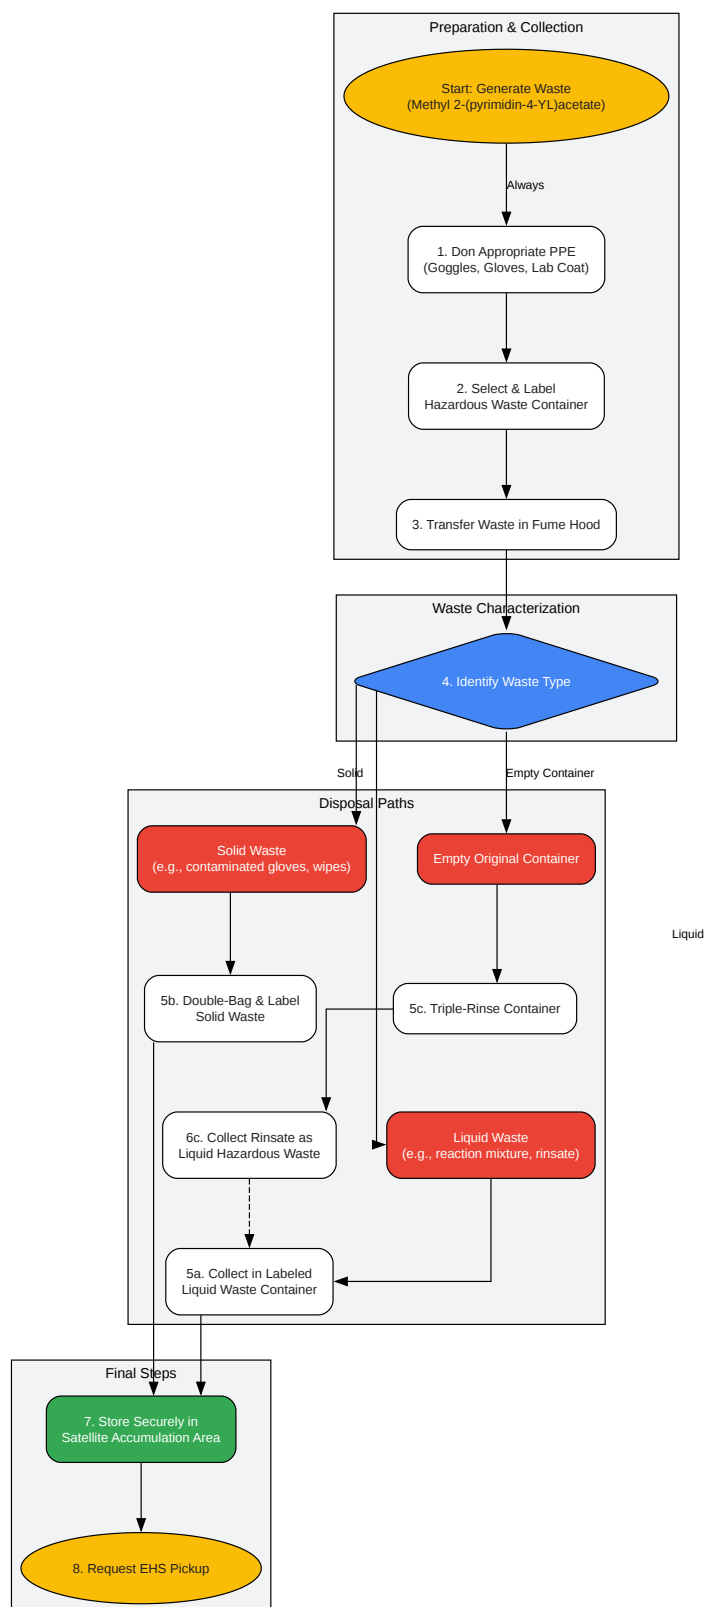 Preparation & Collection
Start: Generate Waste
(Methyl 2-(pyrimidin-4-YL)acetate)
Always
1. Don Appropriate PPE
(Goggles, Gloves, Lab Coat)
2. Select & Label
Hazardous Waste Container
3. Transfer Waste in Fume Hood
Waste Characterization
4. Identify Waste Type
Solid
Empty Container
Disposal Paths
Solid Waste
(e.g., contaminated gloves, wipes)
Empty Original Container
Liquid
5b. Double-Bag & Label
Solid Waste
5c. Triple-Rinse Container
6c. Collect Rinsate as
Liquid Hazardous Waste
Liquid Waste
(e.g., reaction mixture, rinsate)
5a. Collect in Labeled
Liquid Waste Container
Final Steps
7. Store Securely in
Satellite Accumulation Area
8. Request EHS Pickup